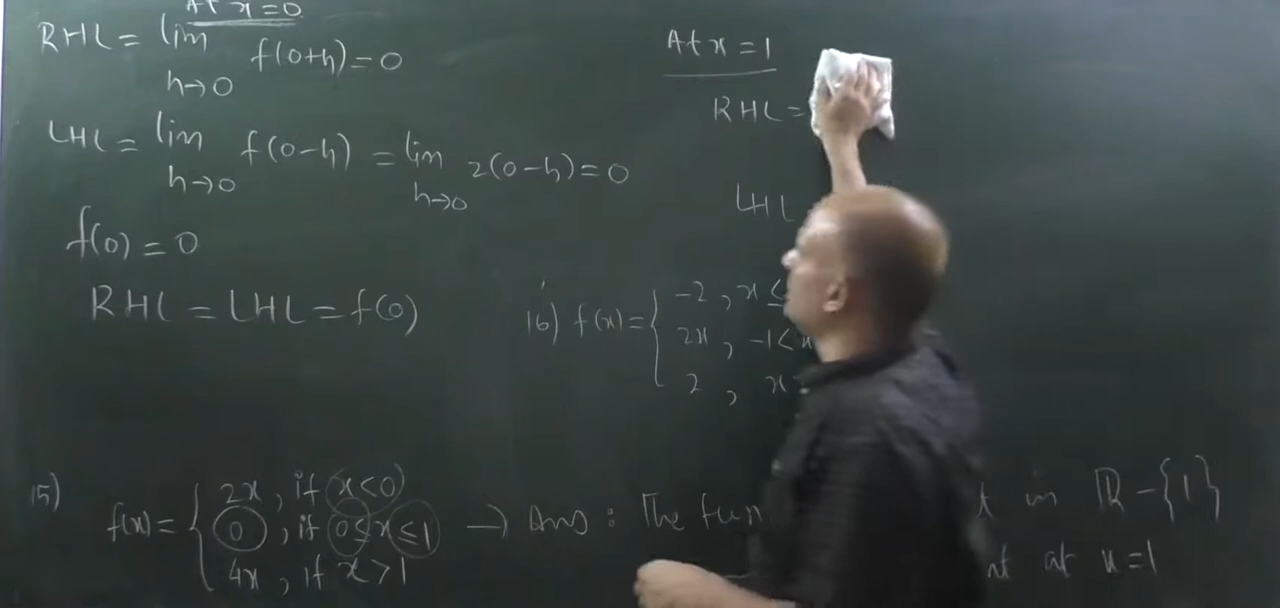 At x=0
RHL = lim h→0 f(0+h) = 0
LHL = lim h→0 f(0-h) = lim h→0 2(0-h) = 0
f(0) = 0
RHL = LHL = f(0)
At x = 1
RHL =
LHL
16) f(x) = { -2 , x ≤
2x , -1 <
2 , x
15) f(x) = { 2x , if x<0
0 , if 0≤x≤1 → Ans : The fun in R-{1}
4x , if x>1 at x=1